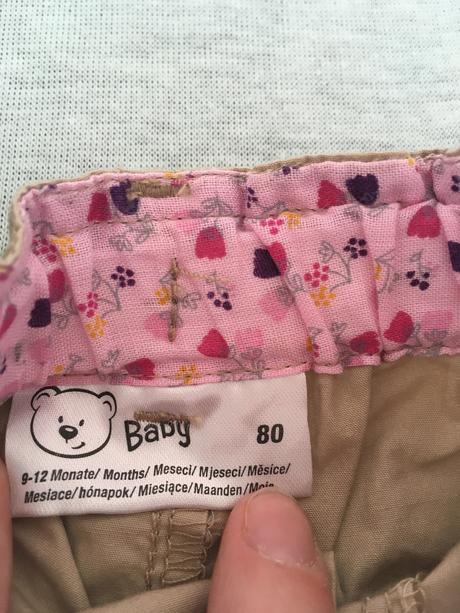 Baby
80
9-12 Monate/ Months/ Meseci/ Mjeseci/ Měsíce/
Mesiace/ hónapok/ Miesiące/ Maanden/